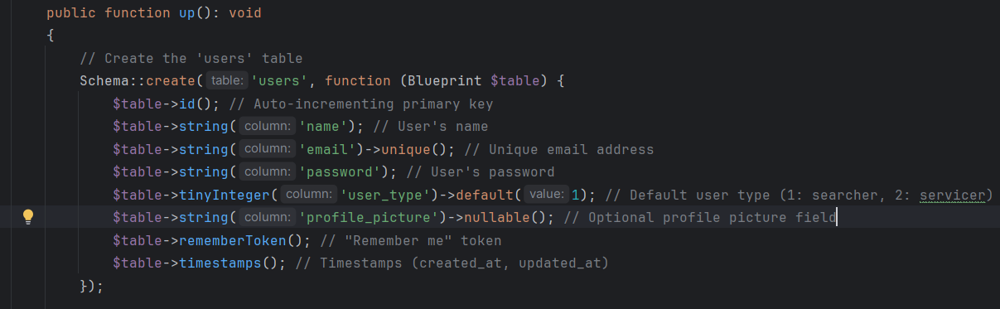 public function up(): void
{
// Create the 'users' table
Schema::create( table: 'users', function (Blueprint $table) {
$table->id(); // Auto-incrementing primary key
$table->string( column: 'name'); // User's name
$table->string( column: 'email')->unique(); // Unique email address
$table->string( column: 'password'); // User's password
$table->tinyInteger( column: 'user_type')->default( value: 1); // Default user type (1: searcher, 2: servicer)
$table->string( column: 'profile_picture')->nullable(); // Optional profile picture field
$table->rememberToken(); // "Remember me" token
$table->timestamps(); // Timestamps (created_at, updated_at)
});